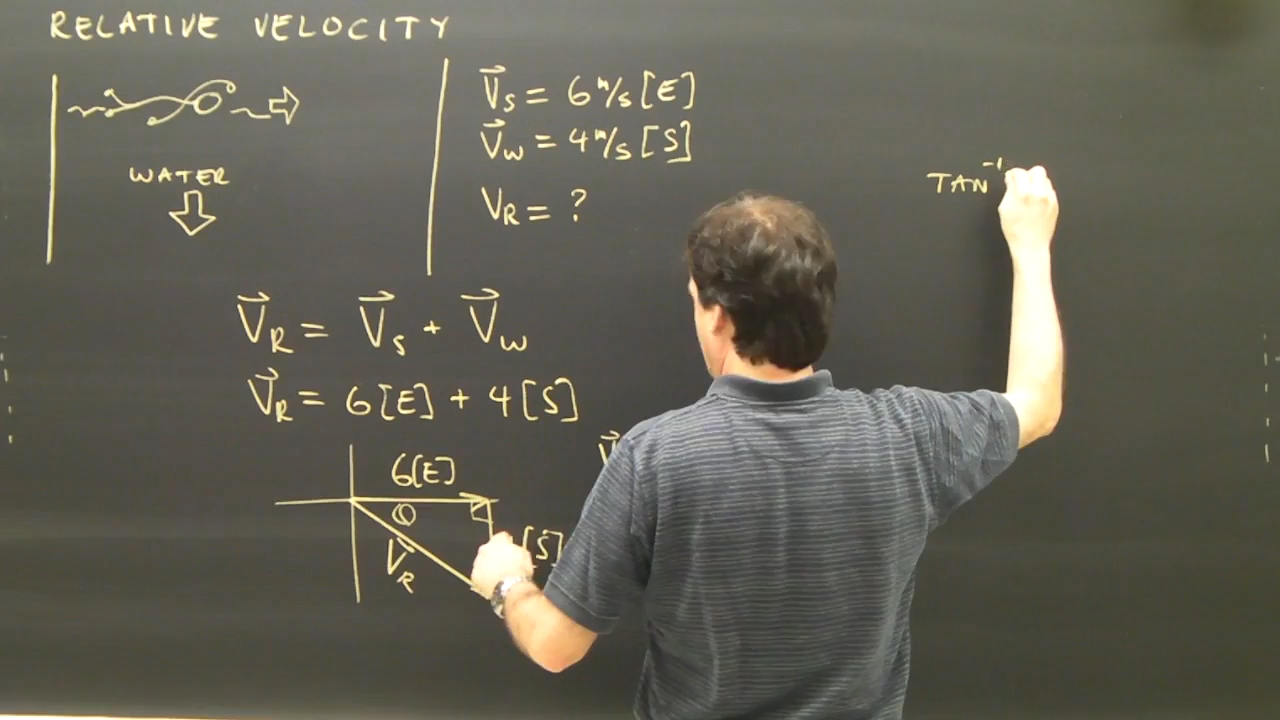 RELATIVE VELOCITY
WATER
V⃗s = 6 m/s [E]
V⃗w = 4 m/s [S]
VR = ?
V⃗R = V⃗s + V⃗w
V⃗R = 6[E] + 4[S]
6[E]
θ
V⃗R
[S]
V⃗
TAN⁻¹